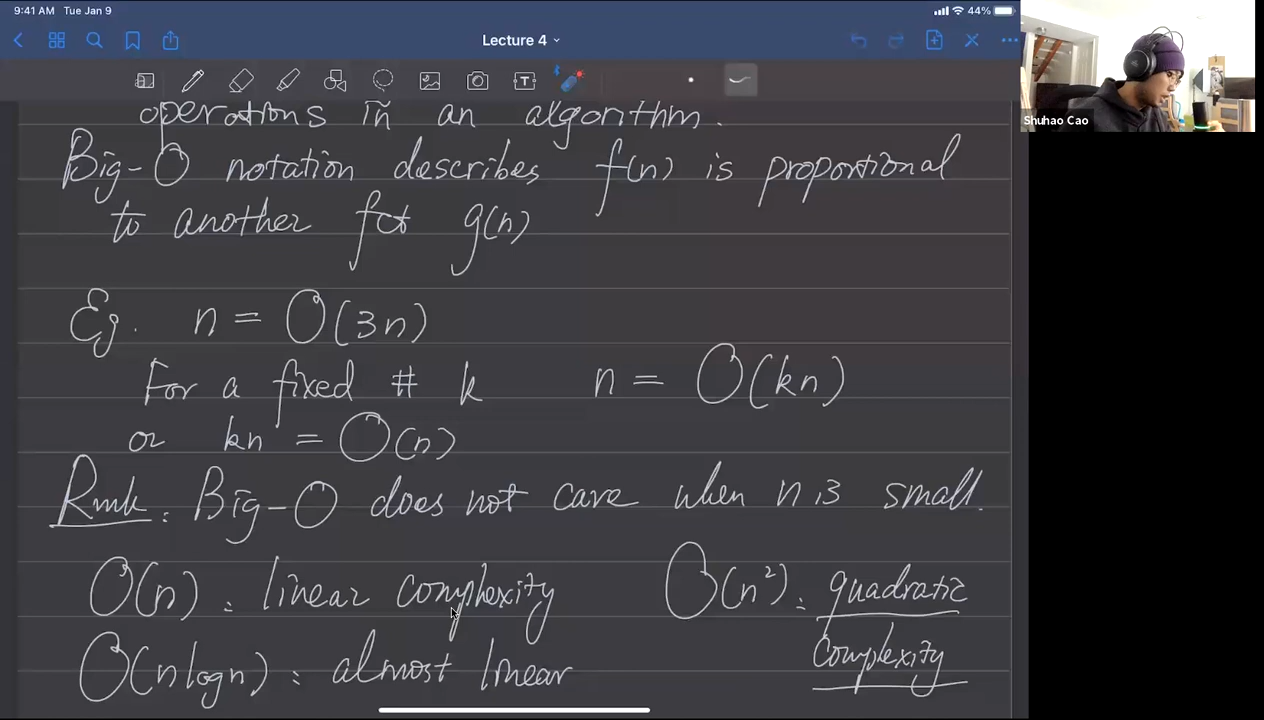 9:41 AM Tue Jan 9
44%
Lecture 4
Shuhao Cao
operations in an algorithm.
Big-O notation describes f(n) is proportional
to another fct g(n)
Eg. n = O(3n)
For a fixed # k n = O(kn)
or kn = O(n)
Rmk: Big-O does not care when n is small.
O(n): linear complexity O(n²): quadratic
complexity
O(n log n): almost linear